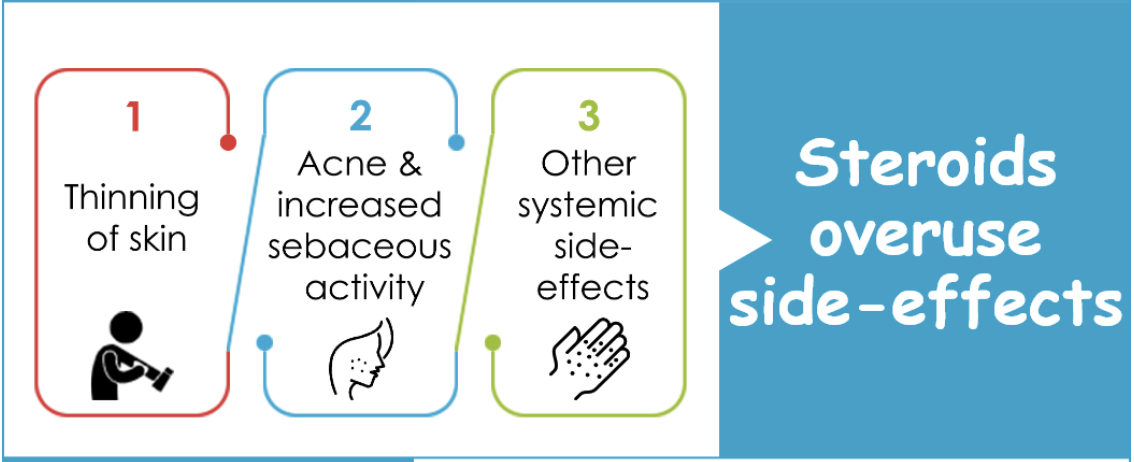 1
Thinning
of skin
2
Acne &
increased
sebaceous
activity
3
Other
systemic
side-
effects
Steroids
overuse
side-effects